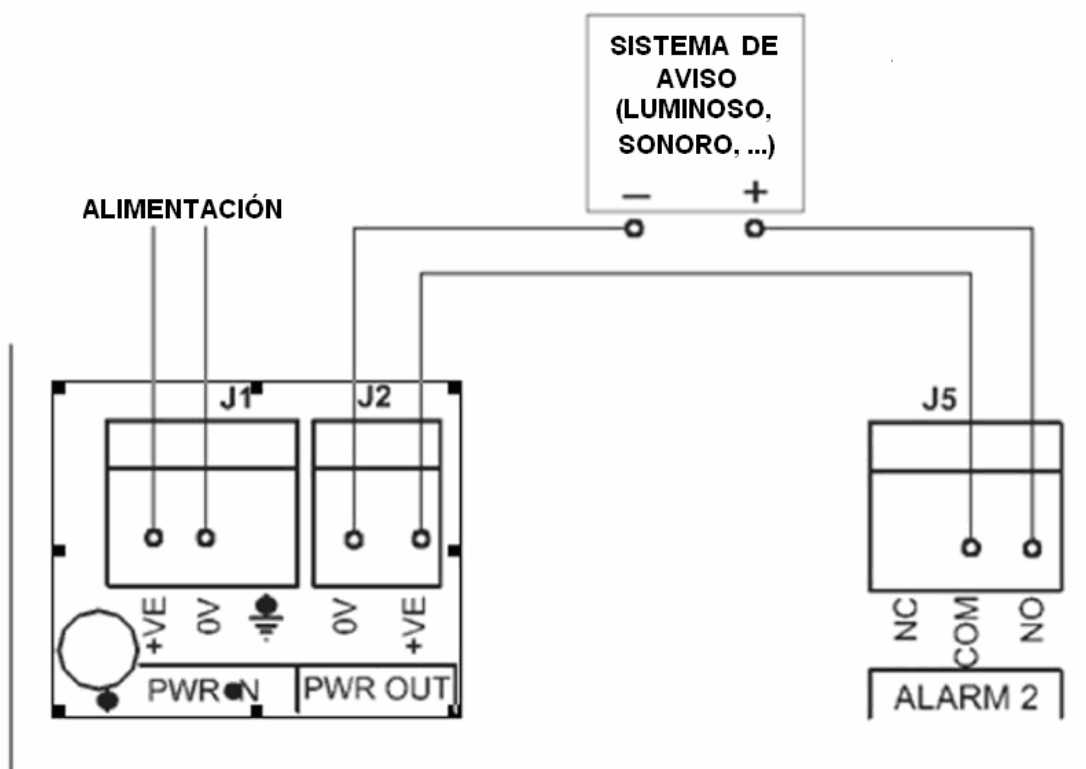 SISTEMA DE
AVISO
(LUMINOSO,
SONORO, ...)
— +
ALIMENTACIÓN
J1
J2
J5
+VE
0V
0V
+VE
NC
COM
NO
PWR OUT
ALARM 2